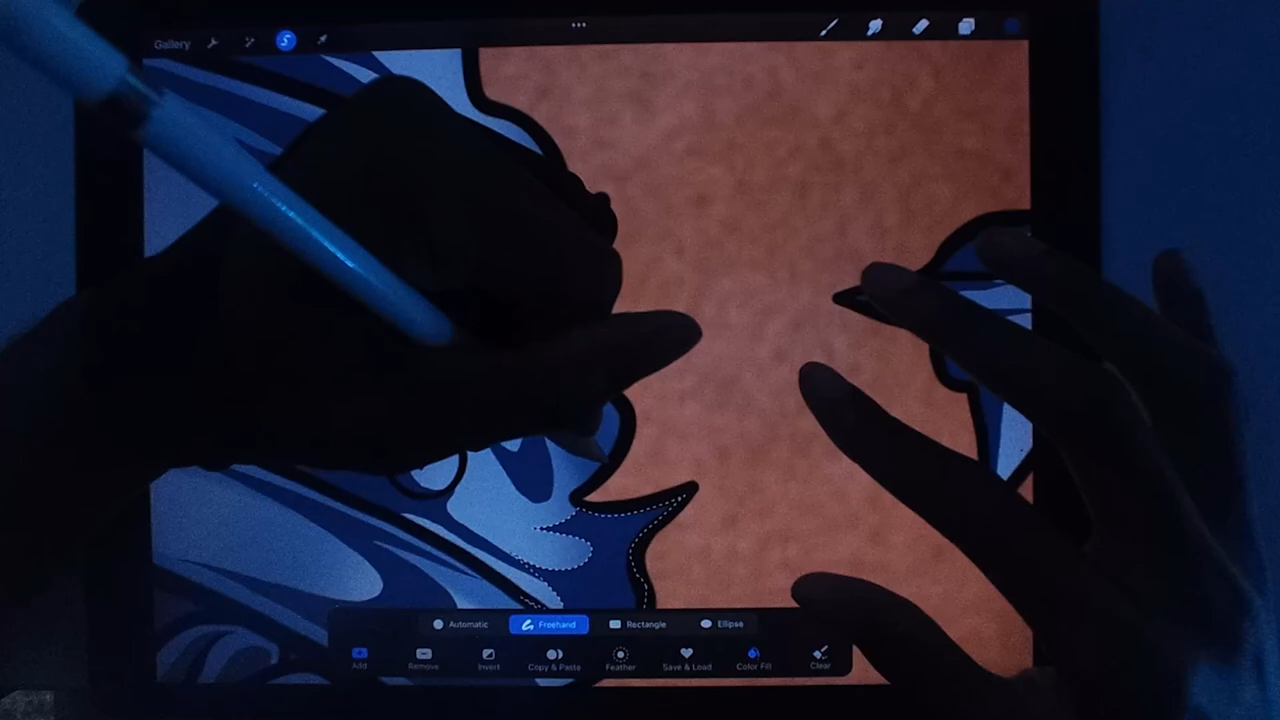 Gallery
Automatic Freehand Rectangle Ellipse
Add Remove Invert Copy & Paste Feather Save & Load Color Fill Clear